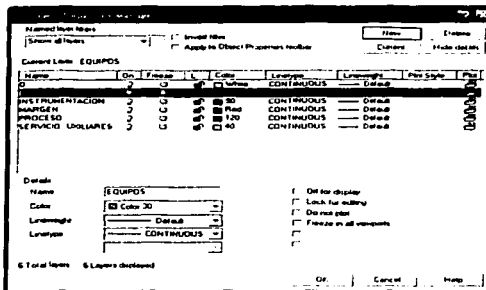 Named layer filters
Show all layers
Invert filter
Apply to Object Properties toolbar
New
Delete
Current
Hide details
Current Layer EQUIPOS
Name On Freeze L Color Linetype Lineweight Plot Style Plot
0 White CONTINUOUS Default
INSTRUMENTACION 90 CONTINUOUS Default
MARGEN Red CONTINUOUS Default
PROCESO 120 CONTINUOUS Default
SERVICIO 40 CONTINUOUS Default
Details
Name EQUIPOS
Color Color 30
Lineweight Default
Linetype CONTINUOUS
Off for display
Lock for editing
Do not plot
Freeze in all viewports
6 Total layers 6 Layers displayed
OK Cancel Help